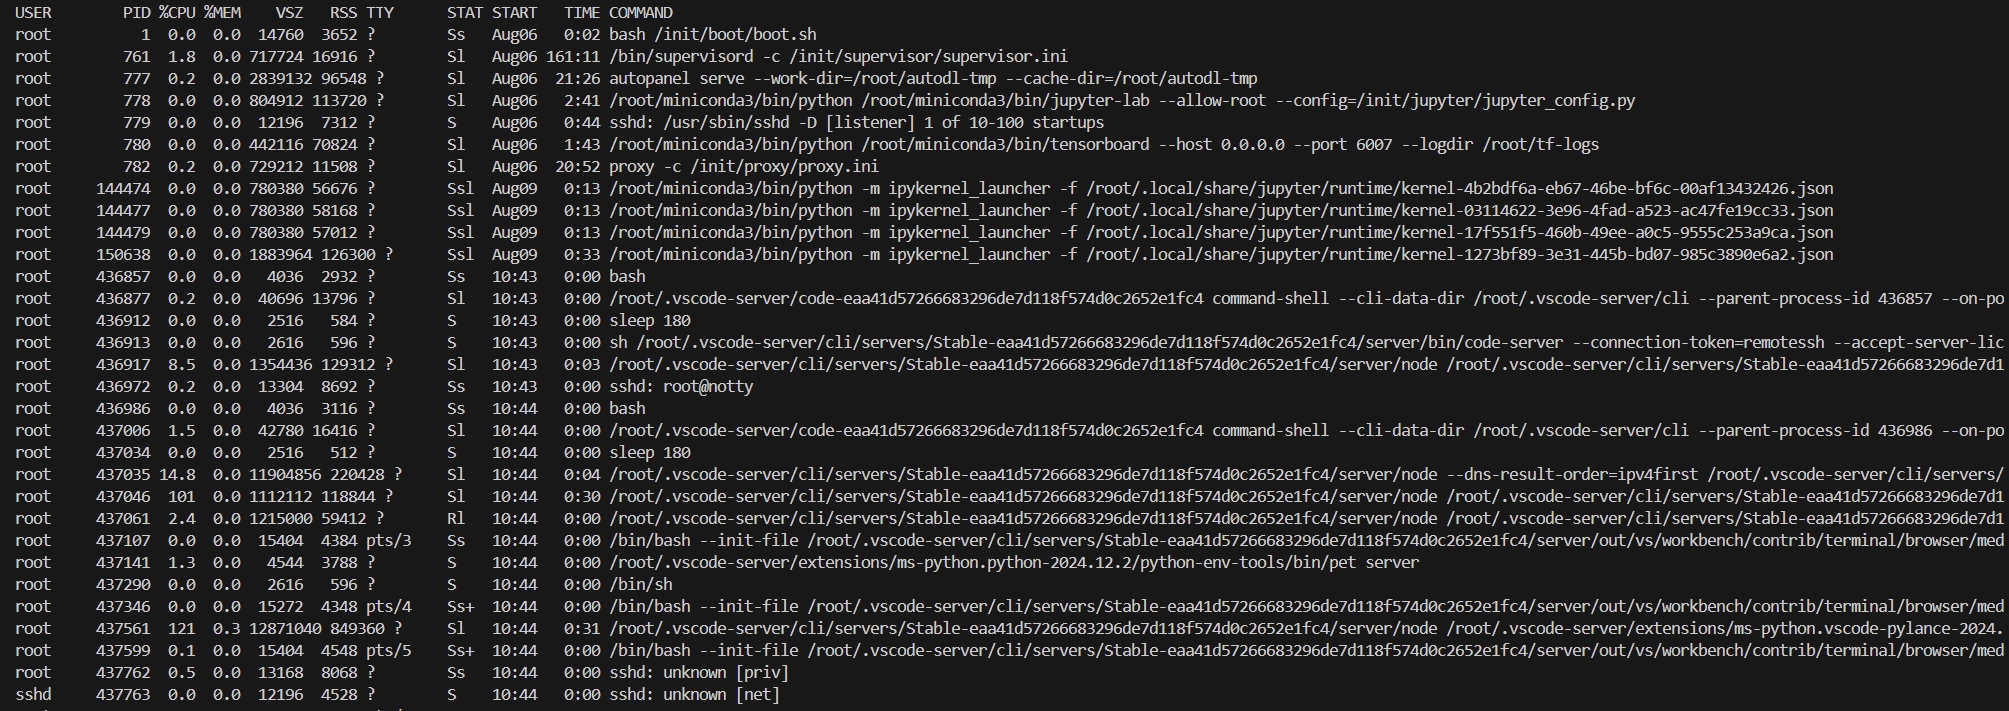 USER         PID %CPU %MEM    VSZ   RSS TTY      STAT START   TIME COMMAND
root           1  0.0  0.0  14760  3652 ?        Ss   Aug06   0:02 bash /init/boot/boot.sh
root         761  1.8  0.0 717724 16916 ?        Sl   Aug06 161:11 /bin/supervisord -c /init/supervisor/supervisor.ini
root         777  0.2  0.0 2839132 96548 ?       Sl   Aug06  21:26 autopanel serve --work-dir=/root/autodl-tmp --cache-dir=/root/autodl-tmp
root         778  0.0  0.0 804912 113720 ?       Sl   Aug06   2:41 /root/miniconda3/bin/python /root/miniconda3/bin/jupyter-lab --allow-root --config=/init/jupyter/jupyter_config.py
root         779  0.0  0.0  12196  7312 ?        S    Aug06   0:44 sshd: /usr/sbin/sshd -D [listener] 1 of 10-100 startups
root         780  0.0  0.0 442116 70824 ?        Sl   Aug06   1:43 /root/miniconda3/bin/python /root/miniconda3/bin/tensorboard --host 0.0.0.0 --port 6007 --logdir /root/tf-logs
root         782  0.2  0.0 729212 11508 ?        Sl   Aug06  20:52 proxy -c /init/proxy/proxy.ini
root      144474  0.0  0.0 780380 56676 ?        Ssl  Aug09   0:13 /root/miniconda3/bin/python -m ipykernel_launcher -f /root/.local/share/jupyter/runtime/kernel-4b2bdf6a-eb67-46be-bf6c-00af13432426.json
root      144477  0.0  0.0 780380 58168 ?        Ssl  Aug09   0:13 /root/miniconda3/bin/python -m ipykernel_launcher -f /root/.local/share/jupyter/runtime/kernel-03114622-3e96-4fad-a523-ac47fe19cc33.json
root      144479  0.0  0.0 780380 57012 ?        Ssl  Aug09   0:13 /root/miniconda3/bin/python -m ipykernel_launcher -f /root/.local/share/jupyter/runtime/kernel-17f551f5-460b-49ee-a0c5-9555c253a9ca.json
root      150638  0.0  0.0 1883964 126300 ?      Ssl  Aug09   0:33 /root/miniconda3/bin/python -m ipykernel_launcher -f /root/.local/share/jupyter/runtime/kernel-1273bf89-3e31-445b-bd07-985c3890e6a2.json
root      436857  0.0  0.0   4036  2932 ?        Ss   10:43   0:00 bash
root      436877  0.2  0.0  40696 13796 ?        Sl   10:43   0:00 /root/.vscode-server/code-eaa41d57266683296de7d118f574d0c2652e1fc4 command-shell --cli-data-dir /root/.vscode-server/cli --parent-process-id 436857 --on-po
root      436912  0.0  0.0   2516   584 ?        S    10:43   0:00 sleep 180
root      436913  0.0  0.0   2616   596 ?        S    10:43   0:00 sh /root/.vscode-server/cli/servers/Stable-eaa41d57266683296de7d118f574d0c2652e1fc4/server/bin/code-server --connection-token=remotessh --accept-server-lic
root      436917  8.5  0.0 1354436 129312 ?      Sl   10:43   0:03 /root/.vscode-server/cli/servers/Stable-eaa41d57266683296de7d118f574d0c2652e1fc4/server/node /root/.vscode-server/cli/servers/Stable-eaa41d57266683296de7d1
root      436972  0.2  0.0  13304  8692 ?        Ss   10:43   0:00 sshd: root@notty
root      436986  0.0  0.0   4036  3116 ?        Ss   10:44   0:00 bash
root      437006  1.5  0.0  42780 16416 ?        Sl   10:44   0:00 /root/.vscode-server/code-eaa41d57266683296de7d118f574d0c2652e1fc4 command-shell --cli-data-dir /root/.vscode-server/cli --parent-process-id 436986 --on-po
root      437034  0.0  0.0   2516   512 ?        S    10:44   0:00 sleep 180
root      437035 14.8  0.0 11904856 220428 ?     Sl   10:44   0:04 /root/.vscode-server/cli/servers/Stable-eaa41d57266683296de7d118f574d0c2652e1fc4/server/node --dns-result-order=ipv4first /root/.vscode-server/cli/servers/
root      437046  101  0.0 1112112 118844 ?      Sl   10:44   0:30 /root/.vscode-server/cli/servers/Stable-eaa41d57266683296de7d118f574d0c2652e1fc4/server/node /root/.vscode-server/cli/servers/Stable-eaa41d57266683296de7d1
root      437061  2.4  0.0 1215000 59412 ?       Rl   10:44   0:00 /root/.vscode-server/cli/servers/Stable-eaa41d57266683296de7d118f574d0c2652e1fc4/server/node /root/.vscode-server/cli/servers/Stable-eaa41d57266683296de7d1
root      437107  0.0  0.0  15404  4384 pts/3    Ss   10:44   0:00 /bin/bash --init-file /root/.vscode-server/cli/servers/Stable-eaa41d57266683296de7d118f574d0c2652e1fc4/server/out/vs/workbench/contrib/terminal/browser/med
root      437141  1.3  0.0   4544  3788 ?        S    10:44   0:00 /root/.vscode-server/extensions/ms-python.python-2024.12.2/python-env-tools/bin/pet server
root      437290  0.0  0.0   2616   596 ?        S    10:44   0:00 /bin/sh
root      437346  0.0  0.0  15272  4348 pts/4    Ss+  10:44   0:00 /bin/bash --init-file /root/.vscode-server/cli/servers/Stable-eaa41d57266683296de7d118f574d0c2652e1fc4/server/out/vs/workbench/contrib/terminal/browser/med
root      437561  121  0.3 12871040 849360 ?     Sl   10:44   0:31 /root/.vscode-server/cli/servers/Stable-eaa41d57266683296de7d118f574d0c2652e1fc4/server/node /root/.vscode-server/extensions/ms-python.vscode-pylance-2024.
root      437599  0.1  0.0  15404  4548 pts/5    Ss+  10:44   0:00 /bin/bash --init-file /root/.vscode-server/cli/servers/Stable-eaa41d57266683296de7d118f574d0c2652e1fc4/server/out/vs/workbench/contrib/terminal/browser/med
root      437762  0.5  0.0  13168  8068 ?        Ss   10:44   0:00 sshd: unknown [priv]
sshd      437763  0.0  0.0  12196  4528 ?        S    10:44   0:00 sshd: unknown [net]